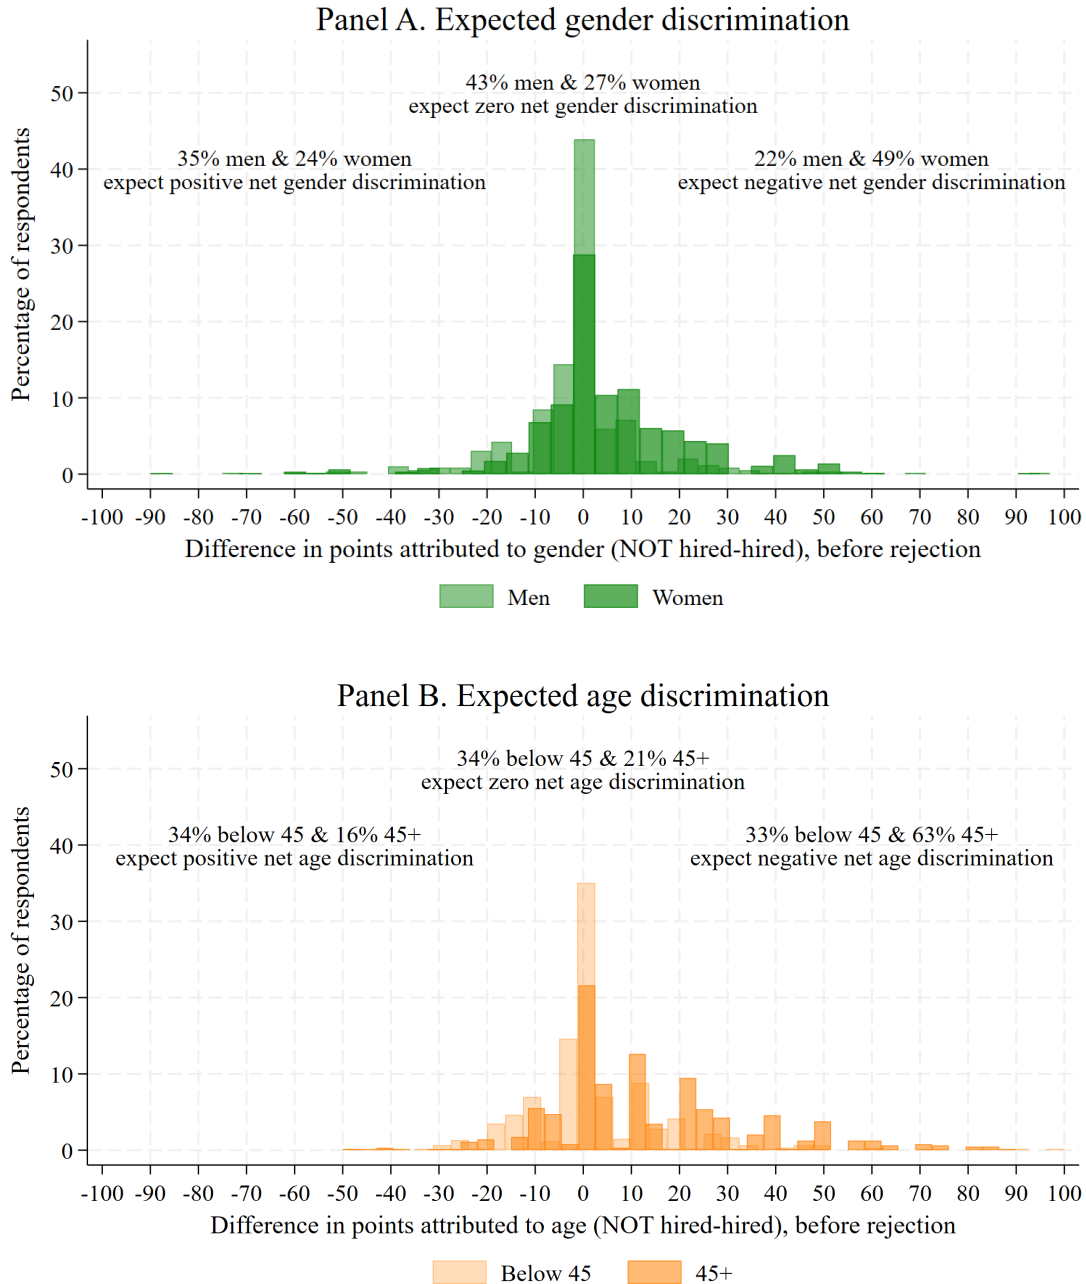 Panel A. Expected gender discrimination
43% men & 27% women
expect zero net gender discrimination
35% men & 24% women
expect positive net gender discrimination
22% men & 49% women
expect negative net gender discrimination
Percentage of respondents
50
40
30
20
10
0
-100 -90 -80 -70 -60 -50 -40 -30 -20 -10 0 10 20 30 40 50 60 70 80 90 100
Difference in points attributed to gender (NOT hired-hired), before rejection
Men Women
Panel B. Expected age discrimination
34% below 45 & 21% 45+
expect zero net age discrimination
34% below 45 & 16% 45+
expect positive net age discrimination
33% below 45 & 63% 45+
expect negative net age discrimination
Percentage of respondents
50
40
30
20
10
0
-100 -90 -80 -70 -60 -50 -40 -30 -20 -10 0 10 20 30 40 50 60 70 80 90 100
Difference in points attributed to age (NOT hired-hired), before rejection
Below 45 45+